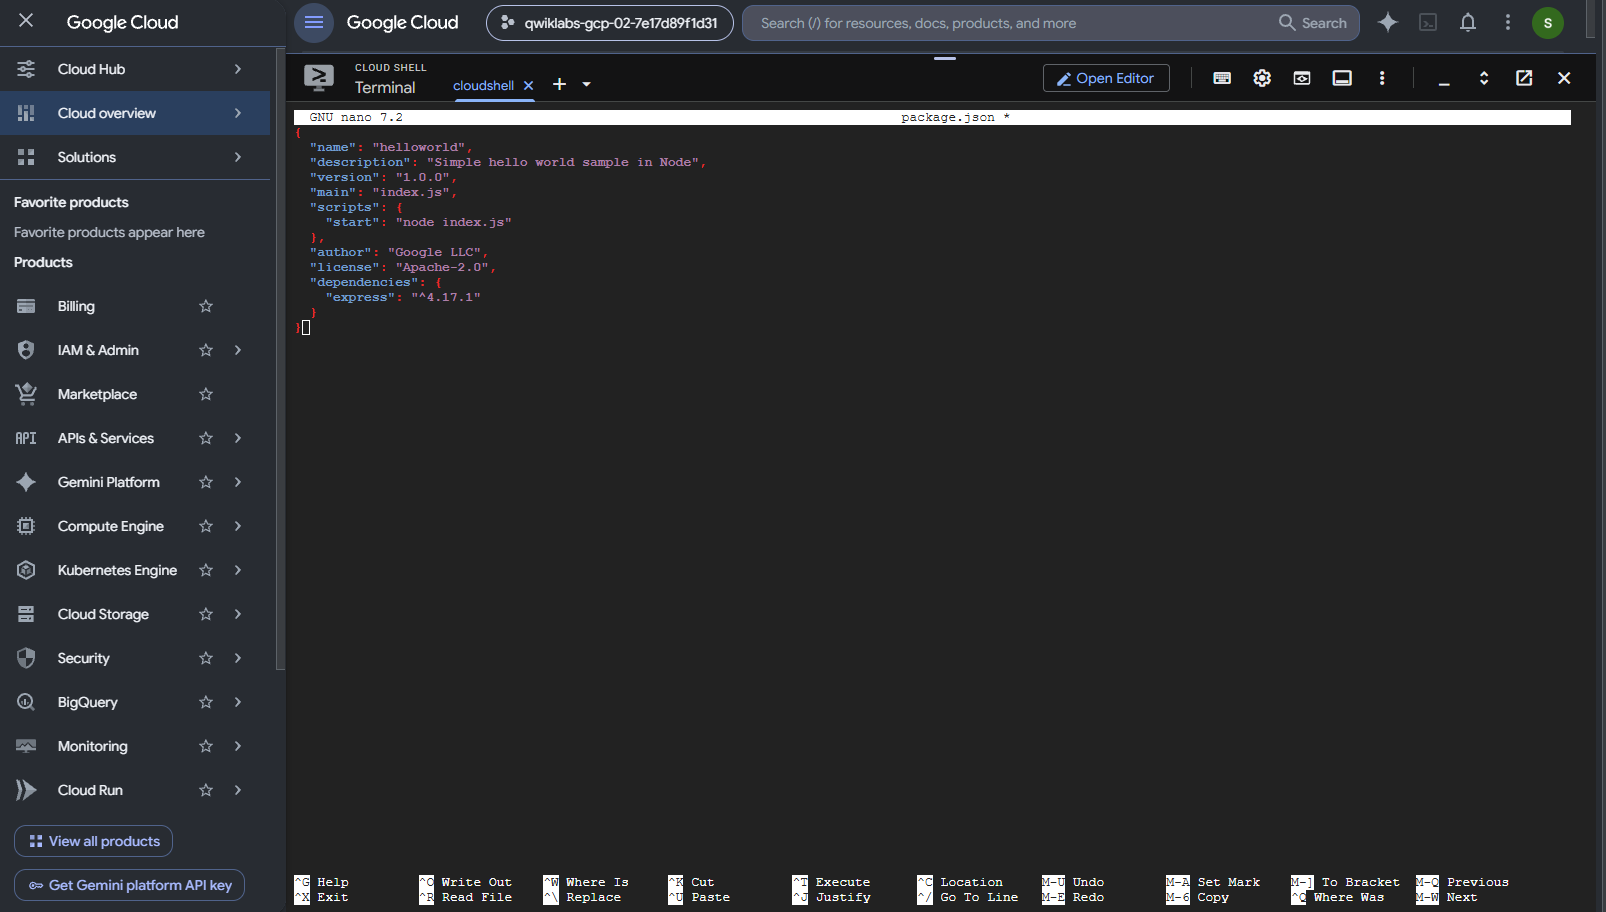 Google Cloud
Cloud Hub
Cloud overview
Solutions
Favorite products
Favorite products appear here
Products
Billing
IAM & Admin
Marketplace
API APIs & Services
Gemini Platform
Compute Engine
Kubernetes Engine
Cloud Storage
Security
BigQuery
Monitoring
Cloud Run
View all products
Get Gemini platform API key
Google Cloud qwiklabs-gcp-02-7e17d89f1d31 Search (/) for resources, docs, products, and more Search S
CLOUD SHELL
Terminal cloudshell Open Editor
GNU nano 7.2 package.json *
{
"name": "helloworld",
"description": "Simple hello world sample in Node",
"version": "1.0.0",
"main": "index.js",
"scripts": {
"start": "node index.js"
},
"author": "Google LLC",
"license": "Apache-2.0",
"dependencies": {
"express": "^4.17.1"
}
}
^G Help ^O Write Out ^W Where Is ^K Cut ^T Execute ^C Location M-U Undo M-A Set Mark M-] To Bracket M-Q Previous
^X Exit ^R Read File ^\ Replace ^U Paste ^J Justify ^/ Go To Line M-E Redo M-6 Copy ^Q Where Was M-W Next